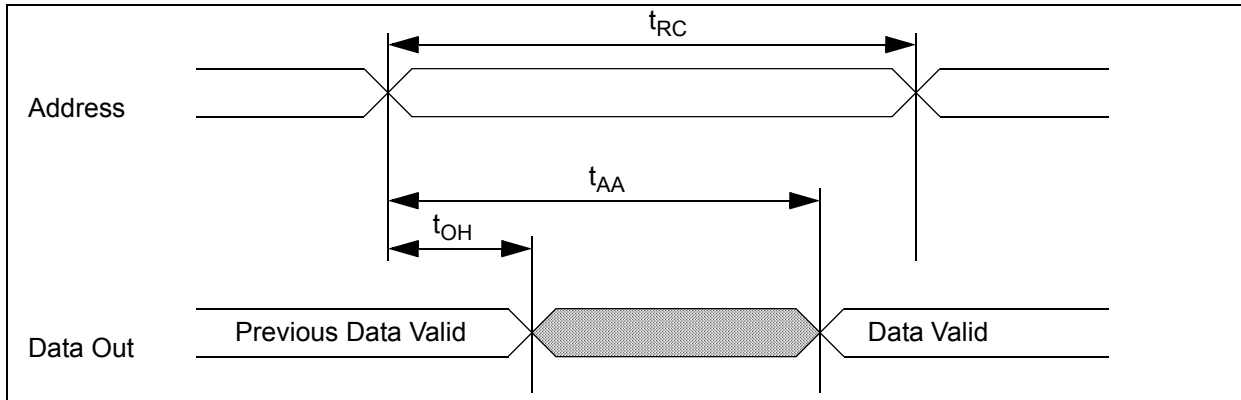 tRC
Address
tAA
tOH
Previous Data Valid
Data Valid
Data Out